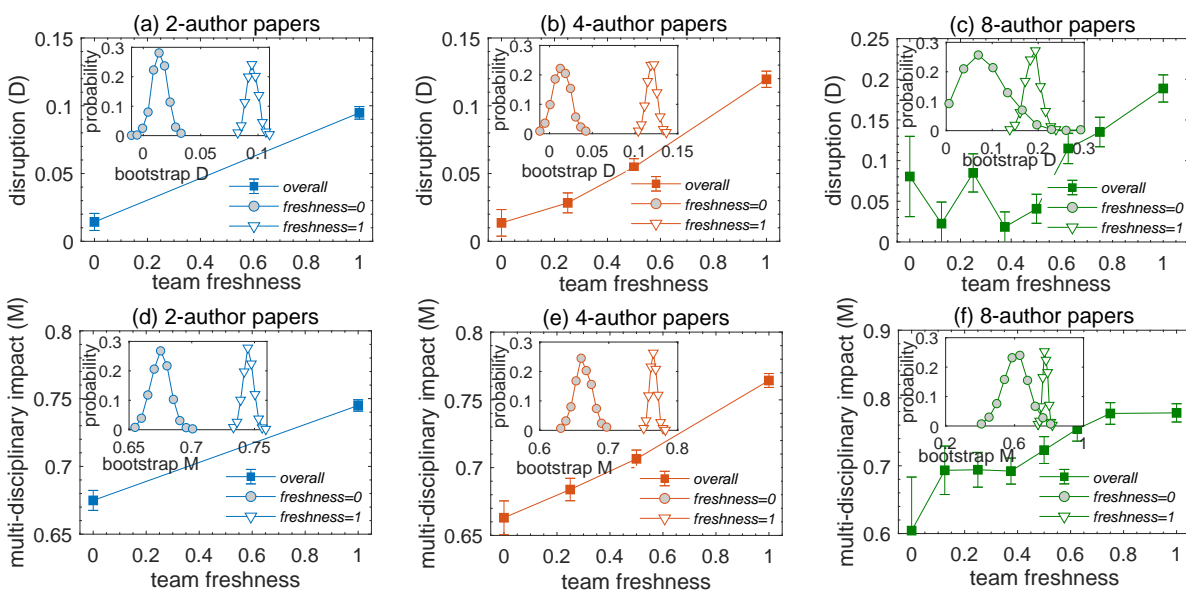 (a) 2-author papers
disruption (D)
0.15
0.1
0.05
0
0 0.2 0.4 0.6 0.8 1
team freshness
probability
0.3
0.2
0.1
0
0 0.05 0.1
bootstrap D
overall
freshness=0
freshness=1
(b) 4-author papers
disruption (D)
0.15
0.1
0.05
0
0 0.2 0.4 0.6 0.8 1
team freshness
probability
0.3
0.2
0.1
0
0 0.05 0.1 0.15
bootstrap D
overall
freshness=0
freshness=1
(c) 8-author papers
disruption (D)
0.25
0.20
0.15
0.1
0.05
0
0 0.2 0.4 0.6 0.8 1
team freshness
probability
0.3
0.2
0.1
0
0 0.1 0.2 0.3
bootstrap D
overall
freshness=0
freshness=1
(d) 2-author papers
multi-disciplinary impact (M)
0.8
0.75
0.7
0.65
0 0.2 0.4 0.6 0.8 1
team freshness
probability
0.3
0.2
0.1
0
0.65 0.7 0.75
bootstrap M
overall
freshness=0
freshness=1
(e) 4-author papers
multi-disciplinary impact (M)
0.8
0.75
0.7
0.65
0 0.2 0.4 0.6 0.8 1
team freshness
probability
0.3
0.2
0.1
0
0.6 0.7 0.8
bootstrap M
overall
freshness=0
freshness=1
(f) 8-author papers
multi-disciplinary impact (M)
0.9
0.8
0.7
0.6
0 0.2 0.4 0.6 0.8 1
team freshness
probability
0.3
0.2
0.1
0
0.2 0.6 1
bootstrap M
overall
freshness=0
freshness=1